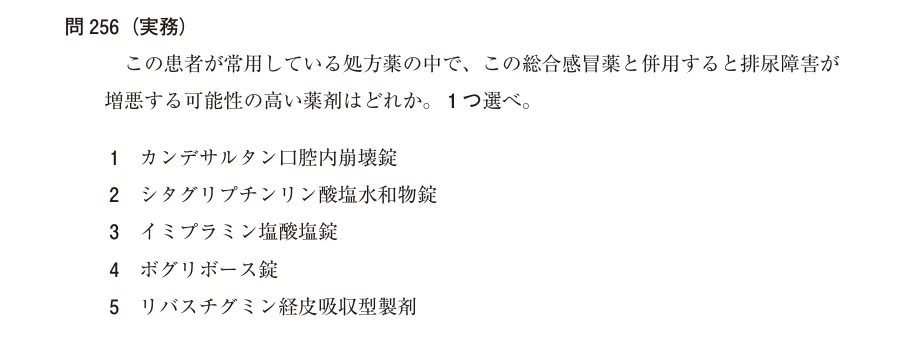 問 256（実務）
この患者が常用している処方薬の中で、この総合感冒薬と併用すると排尿障害が
増悪する可能性の高い薬剤はどれか。1つ選べ。
1 カンデサルタン口腔内崩壊錠
2 シタグリプチンリン酸塩水和物錠
3 イミプラミン塩酸塩錠
4 ボグリボース錠
5 リバスチグミン経皮吸収型製剤